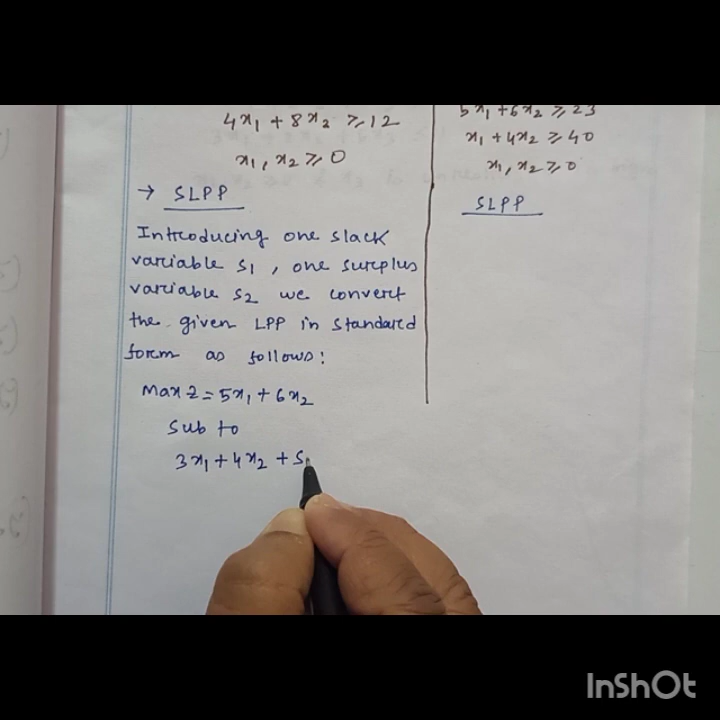 4x₁ + 8x₂ ≥ 12
x₁, x₂ ≥ 0
→ SLPP
Introducing one slack
variable s₁, one surplus
variable s₂ we convert
the given LPP in standard
form as follows:
Max Z = 5x₁ + 6x₂
Sub to
3x₁ + 4x₂ + S
5x₁ + 6x₂ ≥ 23
x₁ + 4x₂ ≥ 40
x₁, x₂ ≥ 0
SLPP
InShOt